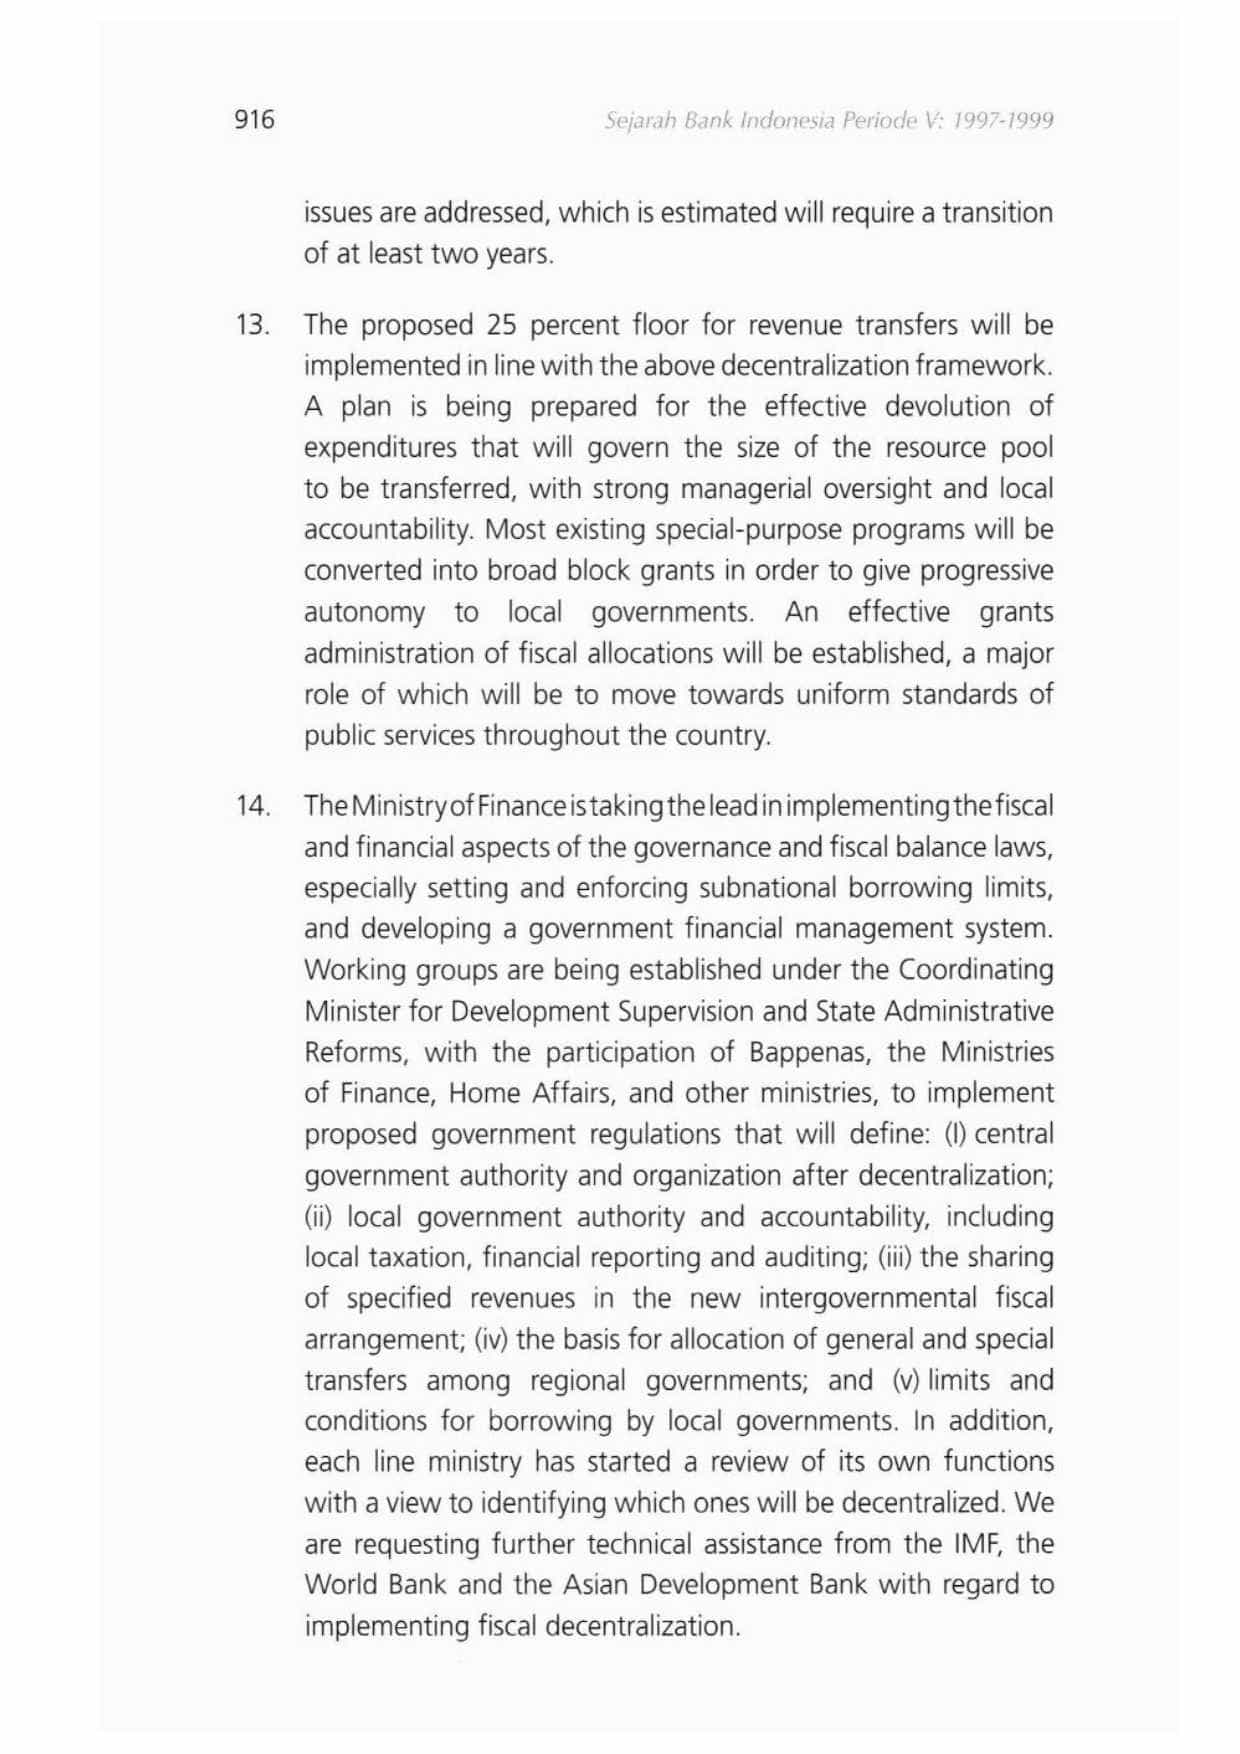 916
Sejarah Bank Indonesia Periode V: 1997-1999
issues are addressed, which is estimated will require a transition
of at least two years.
13. The proposed 25 percent floor for revenue transfers will be
implemented in line with the above decentralization framework.
A plan is being prepared for the effective devolution of
expenditures that will govern the size of the resource pool
to be transferred, with strong managerial oversight and local
accountability. Most existing special-purpose programs will be
converted into broad block grants in order to give progressive
autonomy to local governments. An effective grants
administration of fiscal allocations will be established, a major
role of which will be to move towards uniform standards of
public services throughout the country.
14. The Ministry of Finance is taking the lead in implementing the fiscal
and financial aspects of the governance and fiscal balance laws,
especially setting and enforcing subnational borrowing limits,
and developing a government financial management system.
Working groups are being established under the Coordinating
Minister for Development Supervision and State Administrative
Reforms, with the participation of Bappenas, the Ministries
of Finance, Home Affairs, and other ministries, to implement
proposed government regulations that will define: (I) central
government authority and organization after decentralization;
(ii) local government authority and accountability, including
local taxation, financial reporting and auditing; (iii) the sharing
of specified revenues in the new intergovernmental fiscal
arrangement; (iv) the basis for allocation of general and special
transfers among regional governments; and (v) limits and
conditions for borrowing by local governments. In addition,
each line ministry has started a review of its own functions
with a view to identifying which ones will be decentralized. We
are requesting further technical assistance from the IMF, the
World Bank and the Asian Development Bank with regard to
implementing fiscal decentralization.